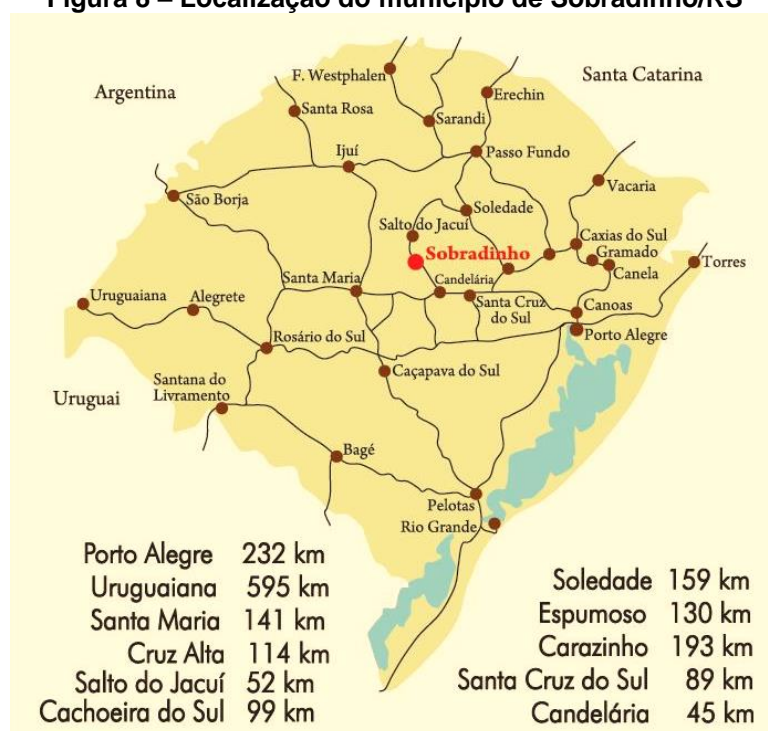 Figura 8 – Localização do município de Sobradinho/RS
Argentina
Santa Catarina
F. Westphalen
Erechin
Santa Rosa
Sarandi
Ijuí
Passo Fundo
São Borja
Vacaria
Soledade
Salto do Jacuí
Caxias do Sul
Sobradinho
Gramado
Torres
Canela
Santa Maria
Candelária
Uruguaiana
Alegrete
Santa Cruz
do Sul
Canoas
Rosário do Sul
Porto Alegre
Caçapava do Sul
Santana do
Livramento
Uruguai
Bagé
Pelotas
Rio Grande
Porto Alegre 232 km
Uruguaiana 595 km
Santa Maria 141 km
Cruz Alta 114 km
Salto do Jacuí 52 km
Cachoeira do Sul 99 km
Soledade 159 km
Espumoso 130 km
Carazinho 193 km
Santa Cruz do Sul 89 km
Candelária 45 km